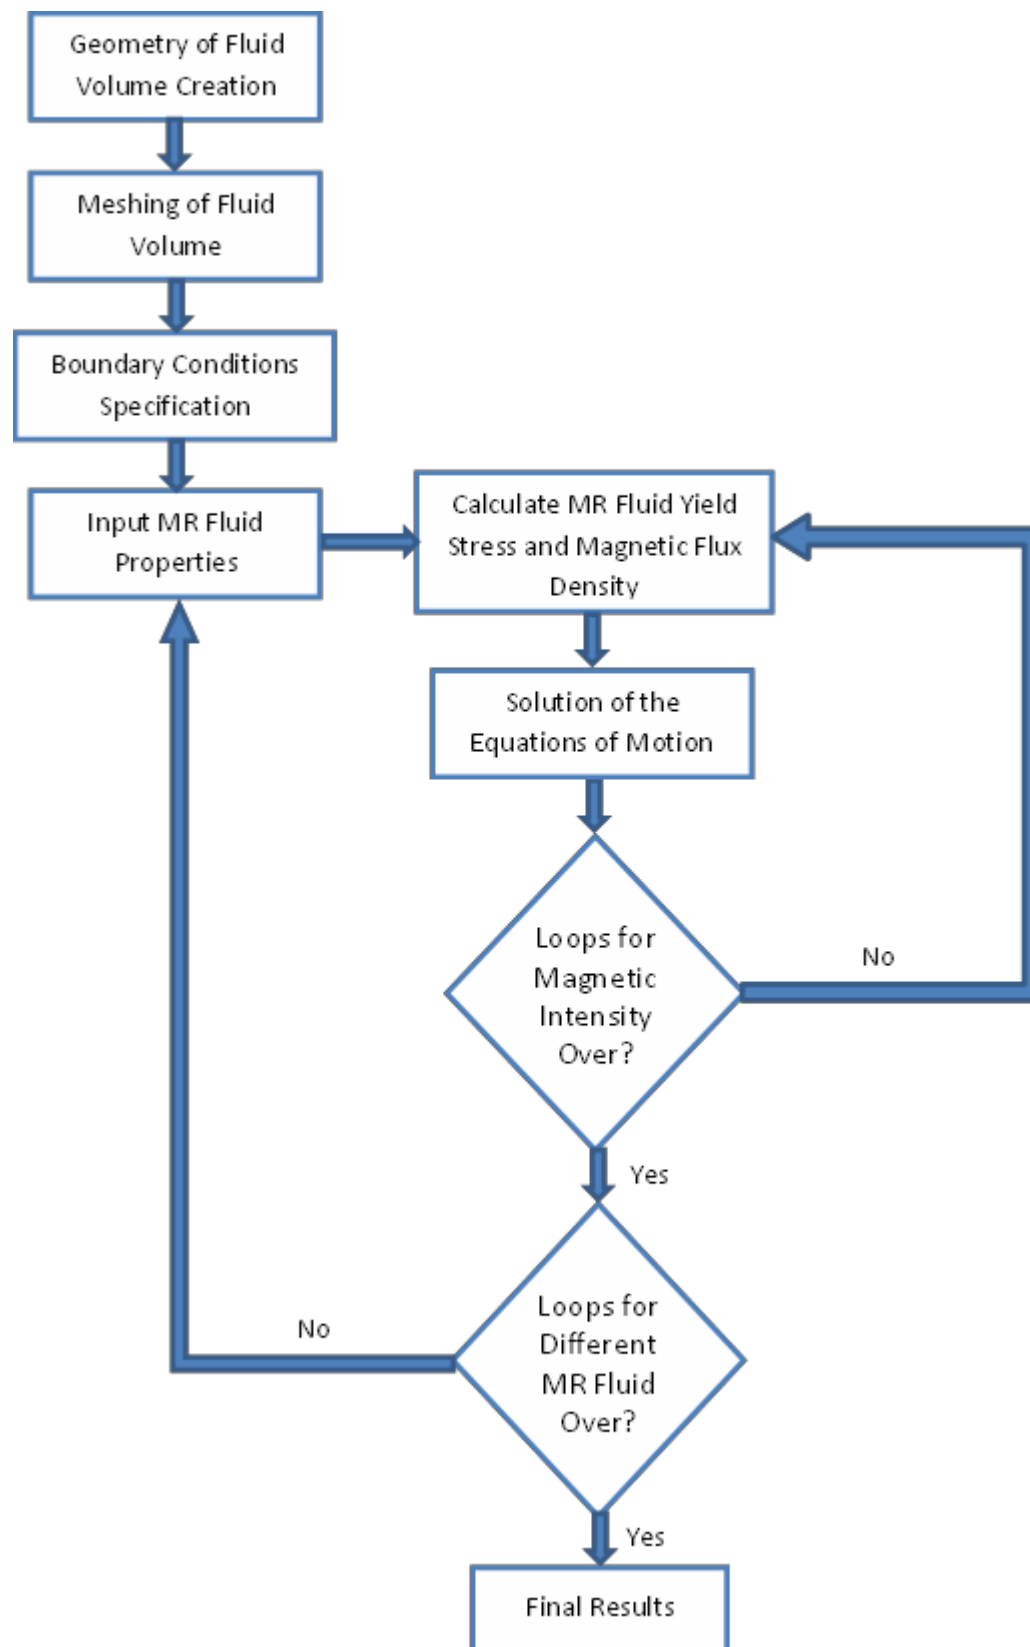 Geometry of Fluid
Volume Creation
Meshing of Fluid
Volume
Boundary Conditions
Specification
Input MR Fluid
Properties
Calculate MR Fluid Yield
Stress and Magnetic Flux
Density
Solution of the
Equations of Motion
Loops for
Magnetic
Intensity
Over?
No
Yes
Loops for
Different
MR Fluid
Over?
No
Yes
Final Results